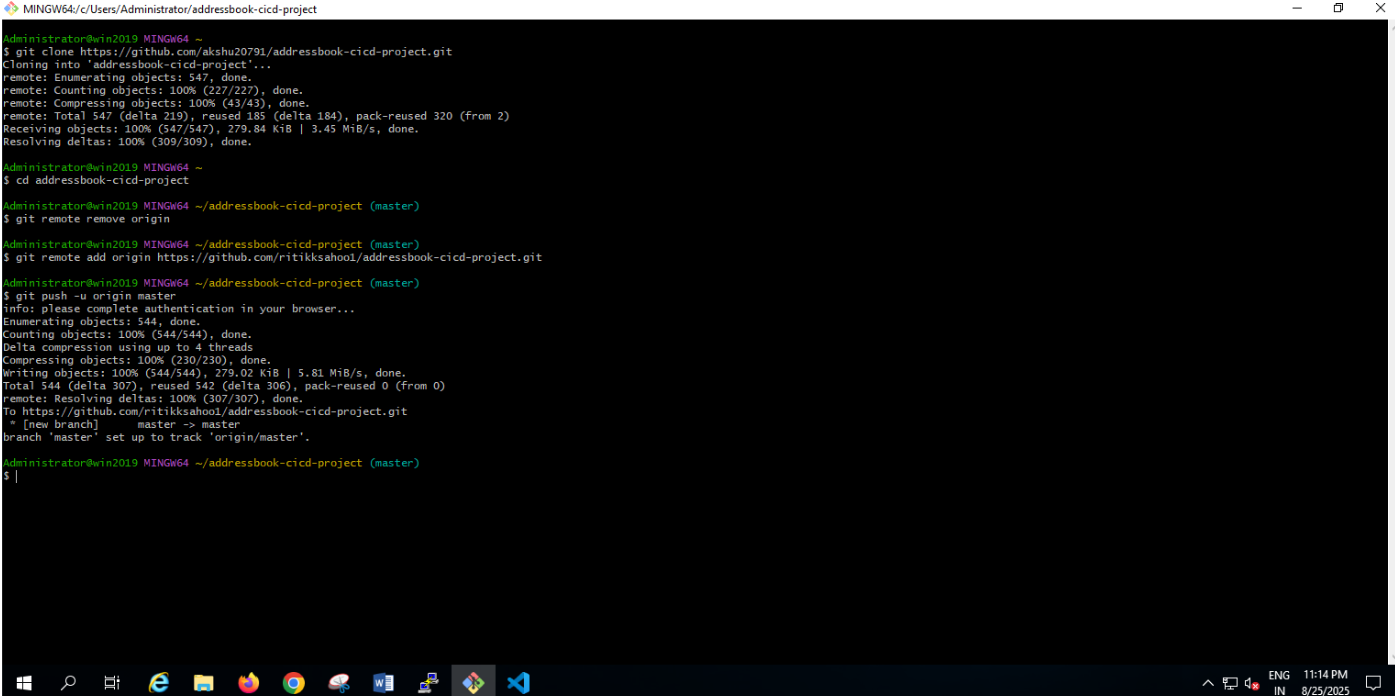 MINGW64:/c/Users/Administrator/addressbook-cicd-project
Administrator@win2019 MINGW64 ~
$ git clone https://github.com/akshu20791/addressbook-cicd-project.git
Cloning into 'addressbook-cicd-project'...
remote: Enumerating objects: 547, done.
remote: Counting objects: 100% (227/227), done.
remote: Compressing objects: 100% (43/43), done.
remote: Total 547 (delta 219), reused 185 (delta 184), pack-reused 320 (from 2)
Receiving objects: 100% (547/547), 279.84 KiB | 3.45 MiB/s, done.
Resolving deltas: 100% (309/309), done.
Administrator@win2019 MINGW64 ~
$ cd addressbook-cicd-project
Administrator@win2019 MINGW64 ~/addressbook-cicd-project (master)
$ git remote remove origin
Administrator@win2019 MINGW64 ~/addressbook-cicd-project (master)
$ git remote add origin https://github.com/ritikksahoo1/addressbook-cicd-project.git
Administrator@win2019 MINGW64 ~/addressbook-cicd-project (master)
$ git push -u origin master
info: please complete authentication in your browser...
Enumerating objects: 544, done.
Counting objects: 100% (544/544), done.
Delta compression using up to 4 threads
Compressing objects: 100% (230/230), done.
Writing objects: 100% (544/544), 279.02 KiB | 5.81 MiB/s, done.
Total 544 (delta 307), reused 542 (delta 306), pack-reused 0 (from 0)
remote: Resolving deltas: 100% (307/307), done.
To https://github.com/ritikksahoo1/addressbook-cicd-project.git
 * [new branch]      master -> master
branch 'master' set up to track 'origin/master'.
Administrator@win2019 MINGW64 ~/addressbook-cicd-project (master)
$
ENG 11:14 PM
IN 8/25/2025